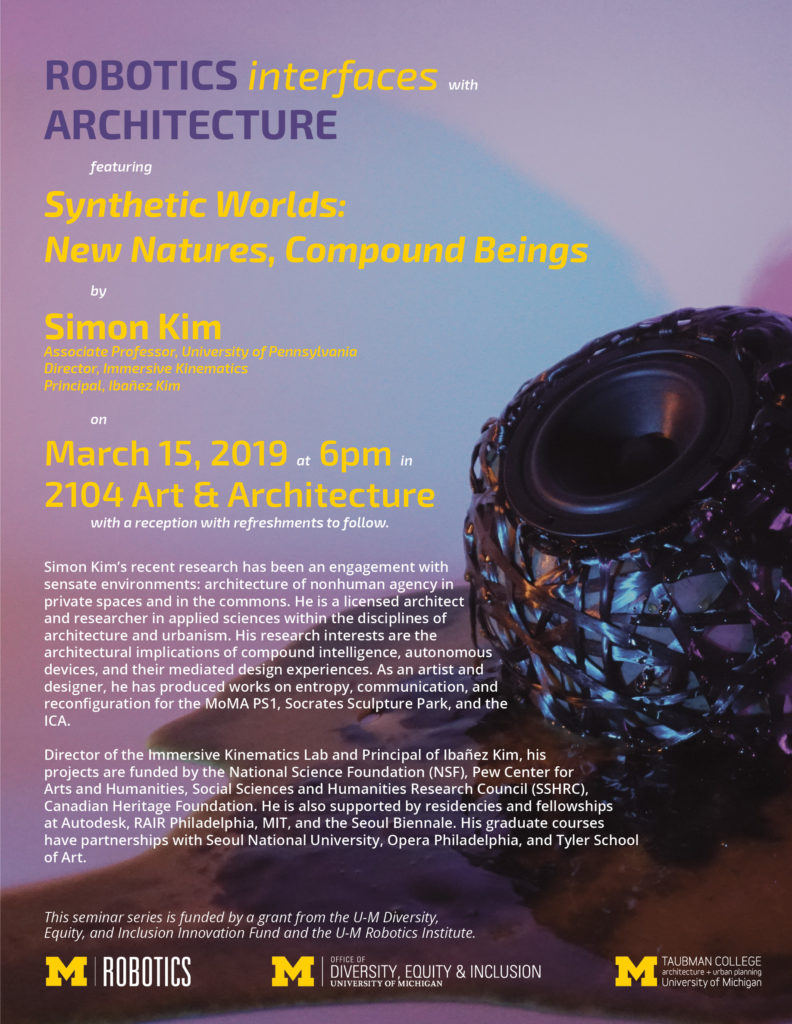 ROBOTICS interfaces with
ARCHITECTURE
featuring
Synthetic Worlds:
New Natures, Compound Beings
by
Simon Kim
Associate Professor, University of Pennsylvania
Director, Immersive Kinematics
Principal, Ibañez Kim
on
March 15, 2019 at 6pm in
2104 Art & Architecture
with a reception with refreshments to follow.
Simon Kim's recent research has been an engagement with
sensate environments: architecture of nonhuman agency in
private spaces and in the commons. He is a licensed architect
and researcher in applied sciences within the disciplines of
architecture and urbanism. His research interests are the
architectural implications of compound intelligence, autonomous
devices, and their mediated design experiences. As an artist and
designer, he has produced works on entropy, communication, and
reconfiguration for the MoMA PS1, Socrates Sculpture Park, and the
ICA.
Director of the Immersive Kinematics Lab and Principal of Ibañez Kim, his
projects are funded by the National Science Foundation (NSF), Pew Center for
Arts and Humanities, Social Sciences and Humanities Research Council (SSHRC),
Canadian Heritage Foundation. He is also supported by residencies and fellowships
at Autodesk, RAIR Philadelphia, MIT, and the Seoul Biennale. His graduate courses
have partnerships with Seoul National University, Opera Philadelphia, and Tyler School
of Art.
This seminar series is funded by a grant from the U-M Diversity,
Equity, and Inclusion Innovation Fund and the U-M Robotics Institute.
M ROBOTICS
M OFFICE OF
DIVERSITY, EQUITY & INCLUSION
UNIVERSITY OF MICHIGAN
M TAUBMAN COLLEGE
architecture + urban planning
University of Michigan